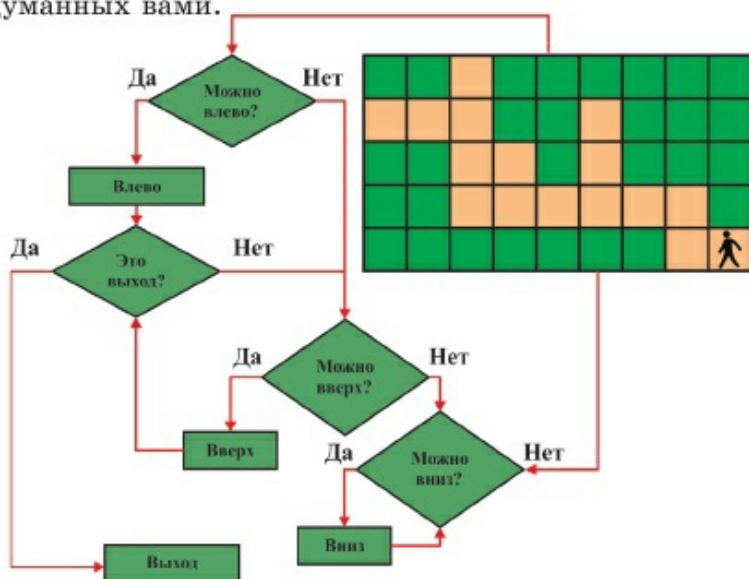 думанных вами.
Да
Нет
Можно
влево?
Влево
Да
Нет
Это
выход?
Да
Нет
Можно
вверх?
Вверх
Да
Нет
Можно
вниз?
Вниз
Выход